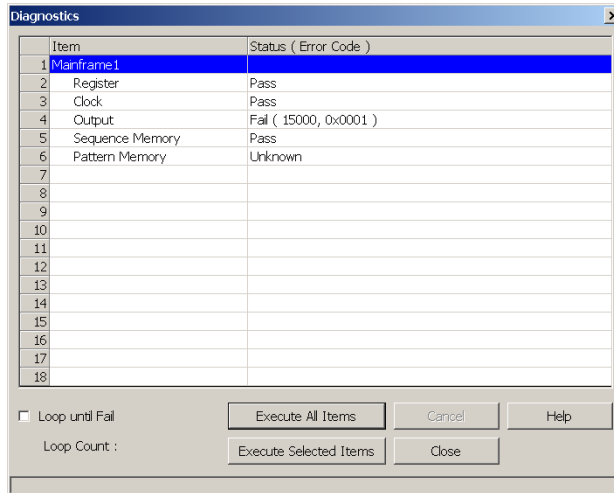 Diagnostics
Item Status ( Error Code )
1 Mainframe1
2 Register Pass
3 Clock Pass
4 Output Fail ( 15000, 0x0001 )
5 Sequence Memory Pass
6 Pattern Memory Unknown
7
8
9
10
11
12
13
14
15
16
17
18
Loop until Fail Execute All Items Cancel Help
Loop Count : Execute Selected Items Close